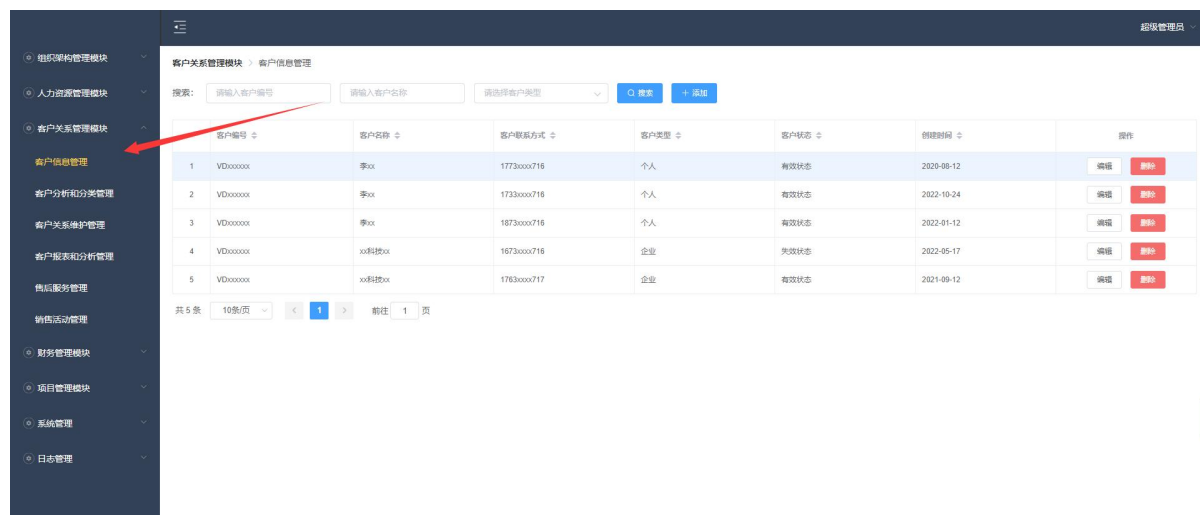 超级管理员
组织架构管理模块
人力资源管理模块
客户关系管理模块
客户信息管理
客户分析和分类管理
客户关系维护管理
客户报表和分析管理
售后服务管理
销售活动管理
财务管理模块
项目管理模块
系统管理
日志管理
客户关系管理模块 > 客户信息管理
搜索: 请输入客户编号 请输入客户名称 请选择客户类型 搜索 + 添加
客户编号 客户名称 客户联系方式 客户类型 客户状态 创建时间 操作
1 VDxxxxxx 李xx 1773xxxx716 个人 有效状态 2020-08-12 编辑 删除
2 VDxxxxxx 李xx 1733xxxx716 个人 有效状态 2022-10-24 编辑 删除
3 VDxxxxxx 李xx 1873xxxx716 个人 有效状态 2022-01-12 编辑 删除
4 VDxxxxxx xx科技xx 1673xxxx716 企业 失效状态 2022-05-17 编辑 删除
5 VDxxxxxx xx科技xx 1763xxxx717 企业 有效状态 2021-09-12 编辑 删除
共 5 条 10条/页 < 1 > 前往 1 页